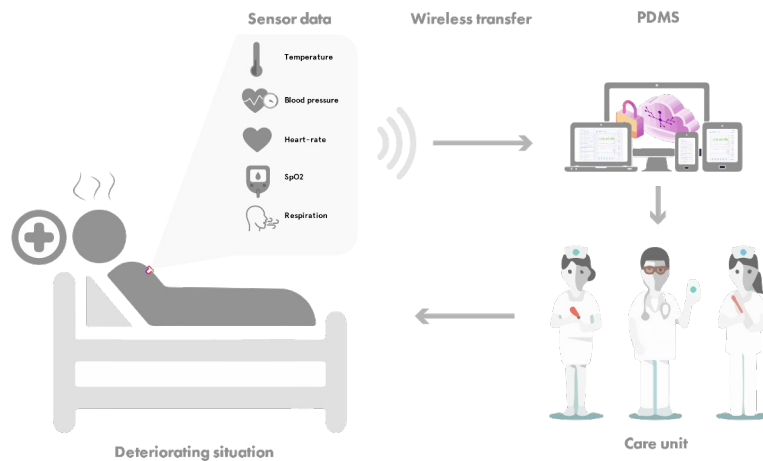 Sensor data
Wireless transfer
PDMS
Temperature
Blood pressure
Heart-rate
SpO2
Respiration
Deteriorating situation
Care unit